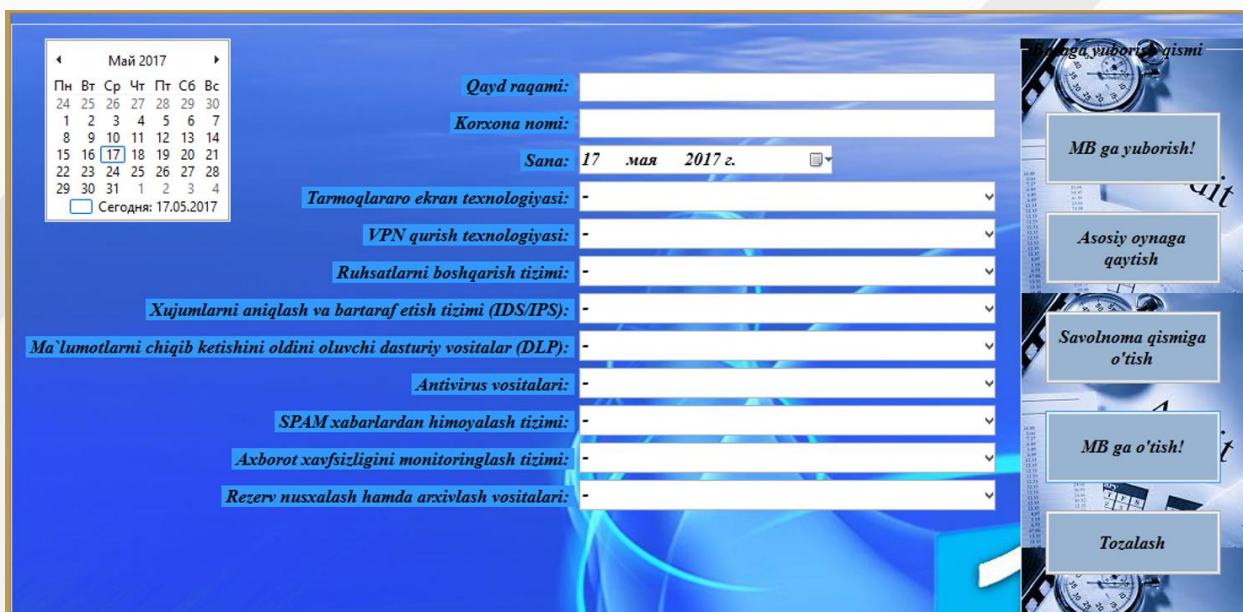 Май 2017
Пн Вт Ср Чт Пт Сб Вс
24 25 26 27 28 29 30
1 2 3 4 5 6 7
8 9 10 11 12 13 14
15 16 17 18 19 20 21
22 23 24 25 26 27 28
29 30 31 1 2 3 4
Сегодня: 17.05.2017
Qayd raqami:
Korxona nomi:
Sana: 17 мая 2017 г.
Tarmoqlararo ekran texnologiyasi: -
VPN qurish texnologiyasi: -
Ruhsatlarni boshqarish tizimi: -
Xujumlarni aniqlash va bartaraf etish tizimi (IDS/IPS): -
Ma`lumotlarni chiqib ketishini oldini oluvchi dasturiy vositalar (DLP): -
Antivirus vositalari: -
SPAM xabarlardan himoyalash tizimi: -
Axborot xavfsizligini monitoringlash tizimi: -
Rezerv nusxalash hamda arxivlash vositalari: -
yuborish qismi
MB ga yuborish!
Asosiy oynaga
qaytish
Savolnoma qismiga
o'tish
MB ga o'tish!
Tozalash